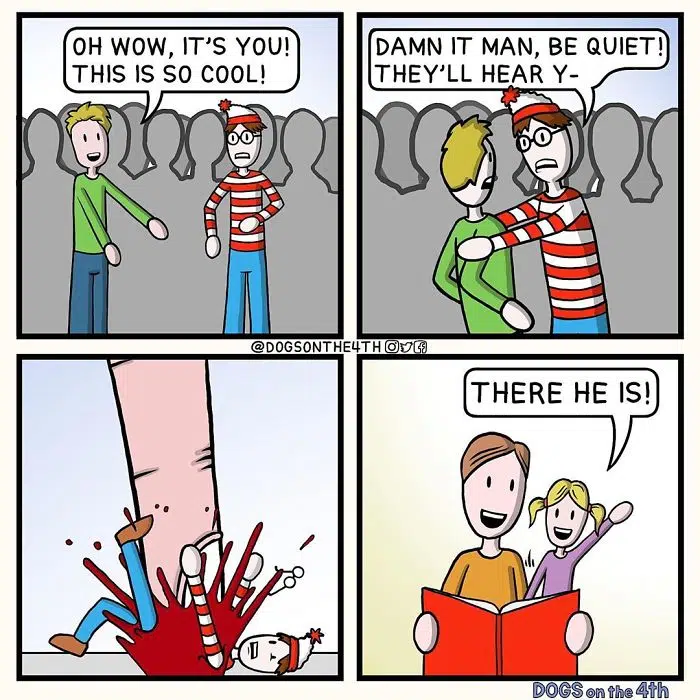 OH WOW, IT'S YOU!
THIS IS SO COOL!
DAMN IT MAN, BE QUIET!
THEY'LL HEAR Y-
@DOGSONTHE4TH
THERE HE IS!
DOGS on the 4th